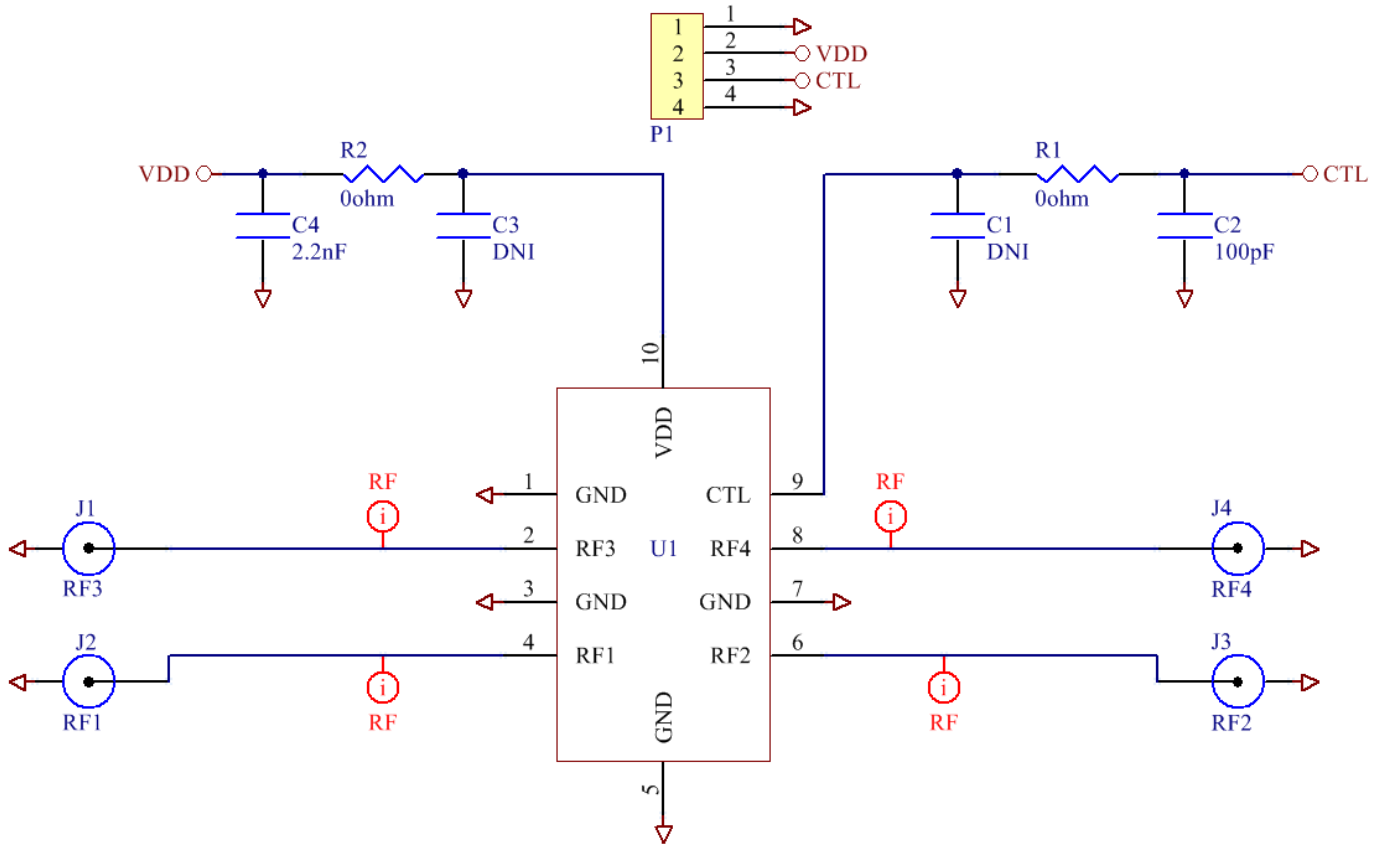 1 1
2 2 VDD
3 3 CTL
4 4
P1
VDD
R2
0ohm
C4
2.2nF
C3
DNI
R1
0ohm
C1
DNI
C2
100pF
CTL
10
VDD
1 GND
CTL 9
RF
RF
J1
RF3
2 RF3
U1
RF4 8
J4
RF4
3 GND
GND 7
J2
RF1
4 RF1
RF2 6
J3
RF2
i
i
i
i
RF
RF
GND
5